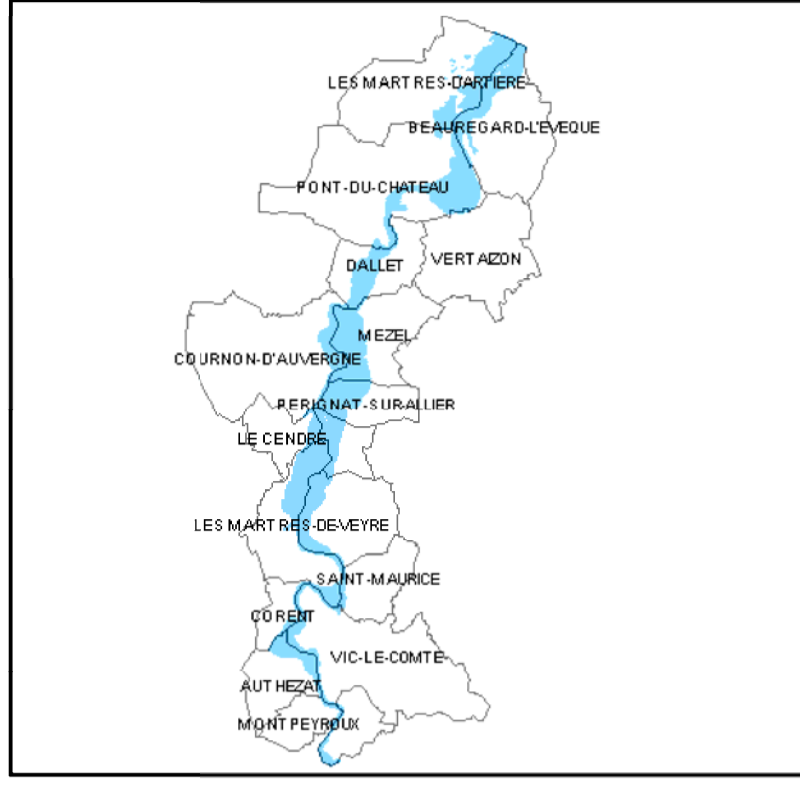 LES MARTRES-D'ARTIERE
BEAUREGARD-L'EVEQUE
PONT-DU-CHATEAU
DALLET
VERTAIZON
MEZEL
COURNON-D'AUVERGNE
PERIGNAT-SUR-ALLIER
LE CENDRE
LES MARTRES-DE-VEYRE
SAINT-MAURICE
CORENT
VIC-LE-COMTE
AUTHEZAT
MONTPEYROUX